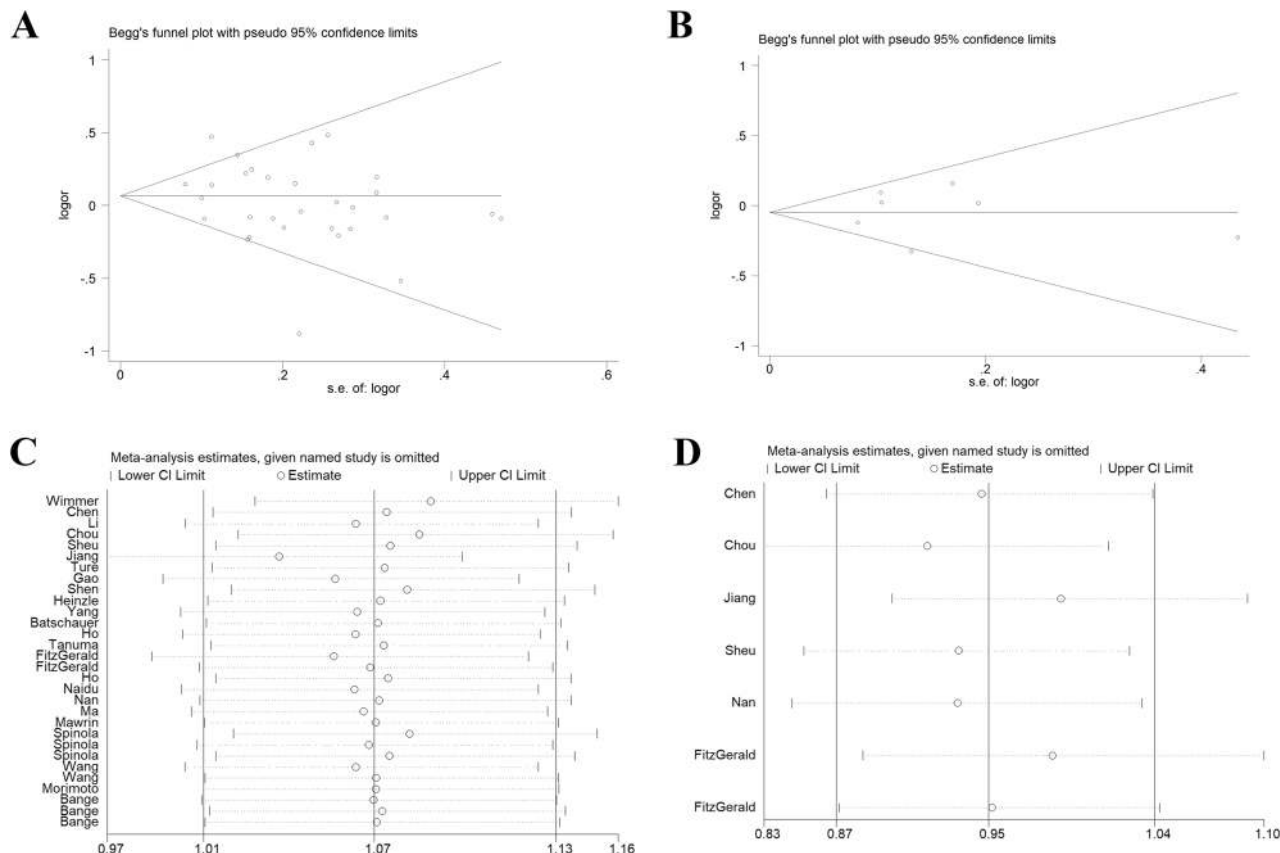 A
Begg's funnel plot with pseudo 95% confidence limits
1
.5
0
-.5
-1
logor
0 .2 .4 .6
s.e. of: logor
B
Begg's funnel plot with pseudo 95% confidence limits
1
.5
0
-.5
-1
logor
0 .2 .4
s.e. of: logor
C
Meta-analysis estimates, given named study is omitted
Lower CI Limit Estimate Upper CI Limit
Wimmer
Chen
Li
Chou
Sheu
Jiang
Ture
Gao
Shen
Heinzle
Yang
Batschauer
Ho
Tanuma
FitzGerald
FitzGerald
Ho
Naidu
Nan
Ma
Mawrin
Spinola
Spinola
Spinola
Wang
Wang
Morimoto
Bange
Bange
Bange
0.97 1.01 1.07 1.13 1.16
D
Meta-analysis estimates, given named study is omitted
Lower CI Limit Estimate Upper CI Limit
Chen
Chou
Jiang
Sheu
Nan
FitzGerald
FitzGerald
0.83 0.87 0.95 1.04 1.10